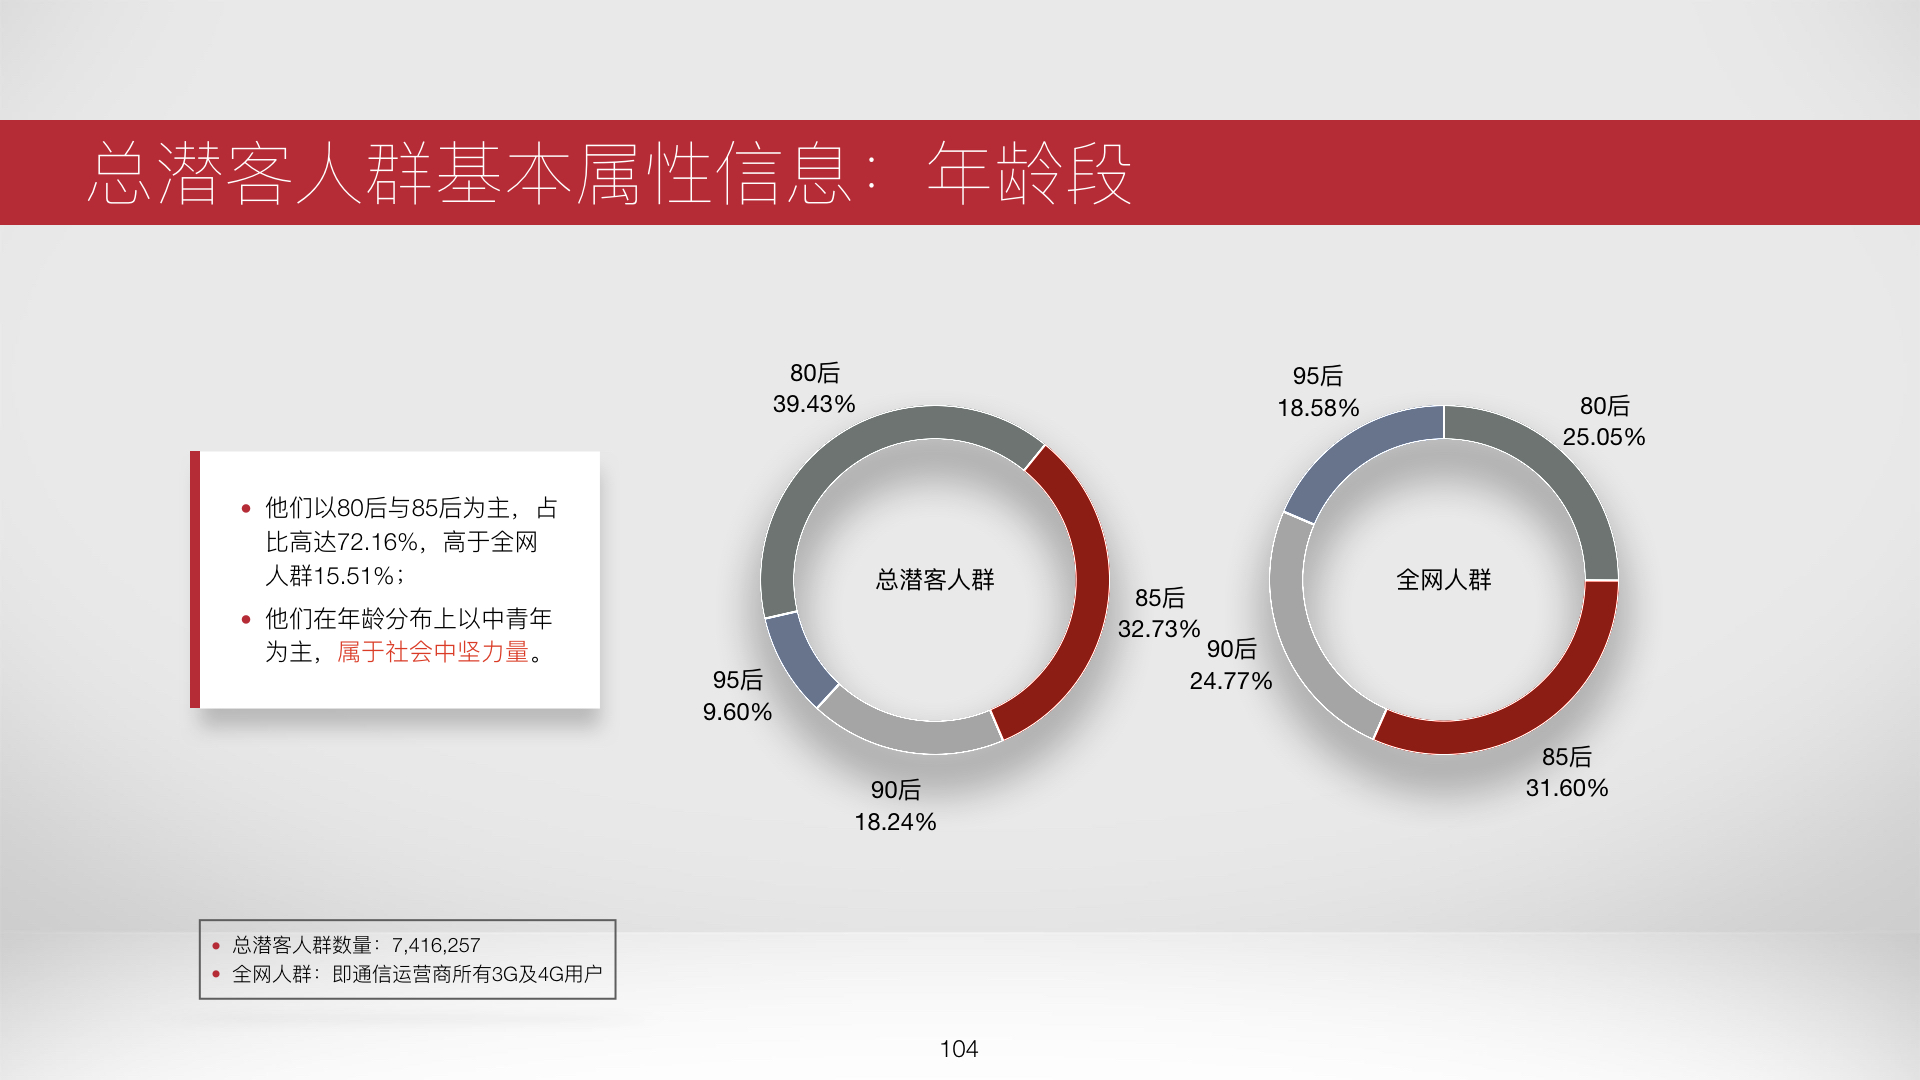 总潜客人群基本属性信息：年龄段
• 他们以80后与85后为主，占
比高达72.16%，高于全网
人群15.51%；
• 他们在年龄分布上以中青年
为主，属于社会中坚力量。
80后
39.43%
85后
32.73%
90后
18.24%
95后
9.60%
总潜客人群
95后
18.58%
80后
25.05%
90后
24.77%
85后
31.60%
全网人群
• 总潜客人群数量：7,416,257
• 全网人群：即通信运营商所有3G及4G用户
104